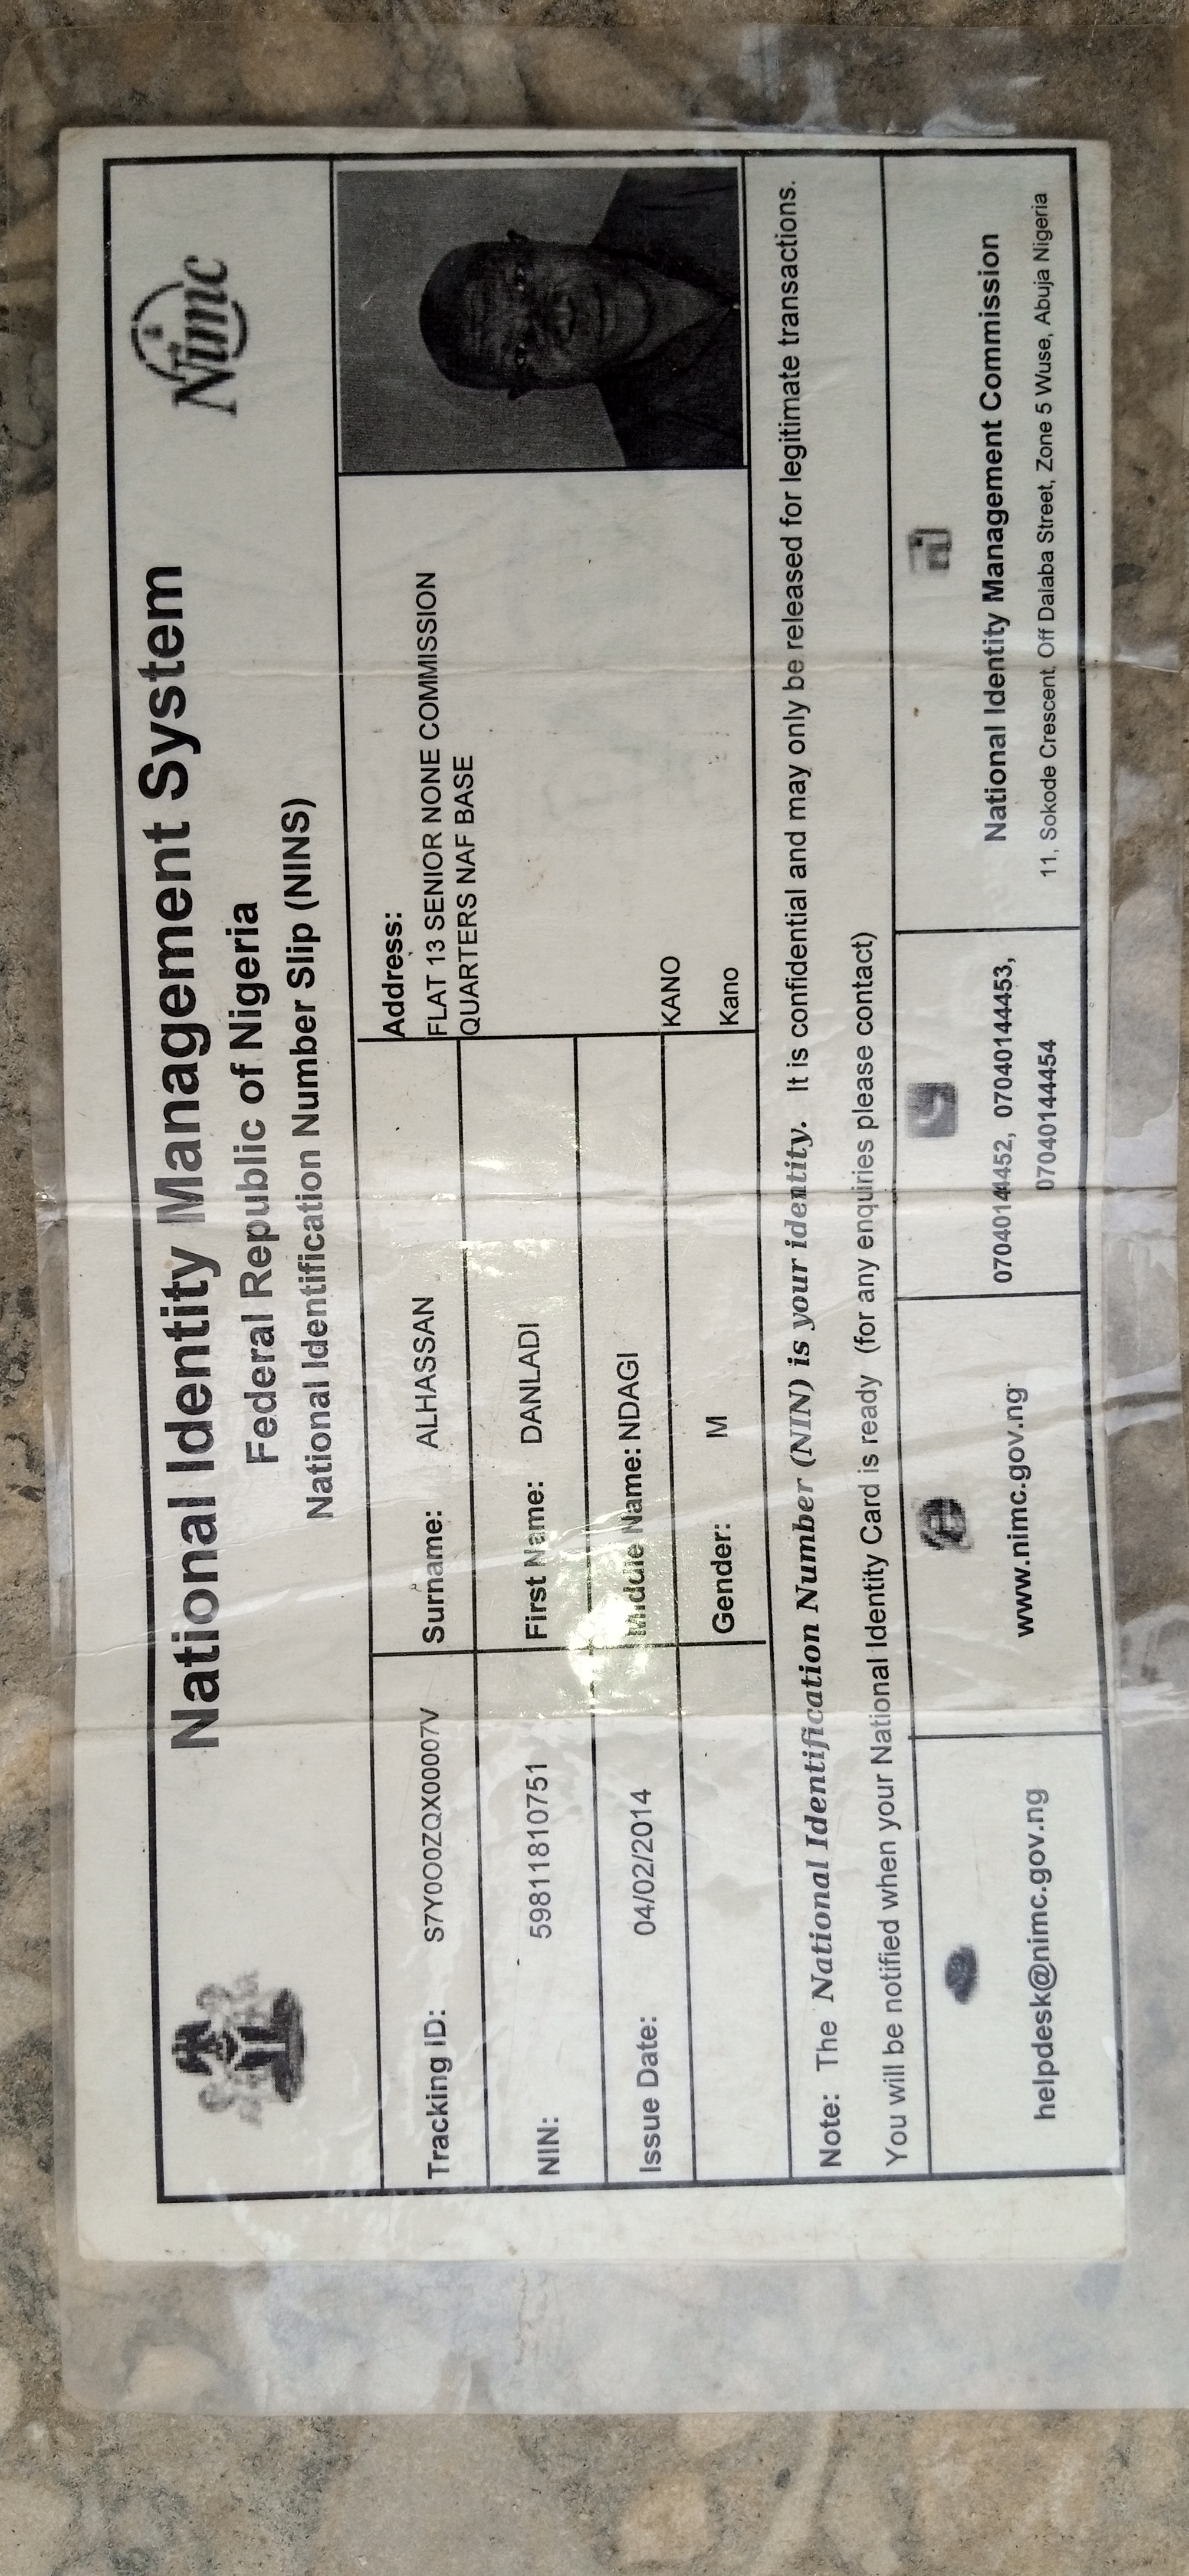 National Identity Management System
Federal Republic of Nigeria
National Identification Number Slip (NINS)
Nimc
Tracking ID: S7Y0O0ZQX00007V
Surname: ALHASSAN
Address:
FLAT 13 SENIOR NONE COMMISSION
QUARTERS NAF BASE
NIN: 59811810751
First Name: DANLADI
Issue Date: 04/02/2014
Middle Name: NDAGI
KANO
Gender: M
Kano
Note: The National Identification Number (NIN) is your identity. It is confidential and may only be released for legitimate transactions.
You will be notified when your National Identity Card is ready (for any enquiries please contact)
helpdesk@nimc.gov.ng
www.nimc.gov.ng
07040144452, 07040144453,
07040144454
National Identity Management Commission
11, Sokode Crescent, Off Dalaba Street, Zone 5 Wuse, Abuja Nigeria